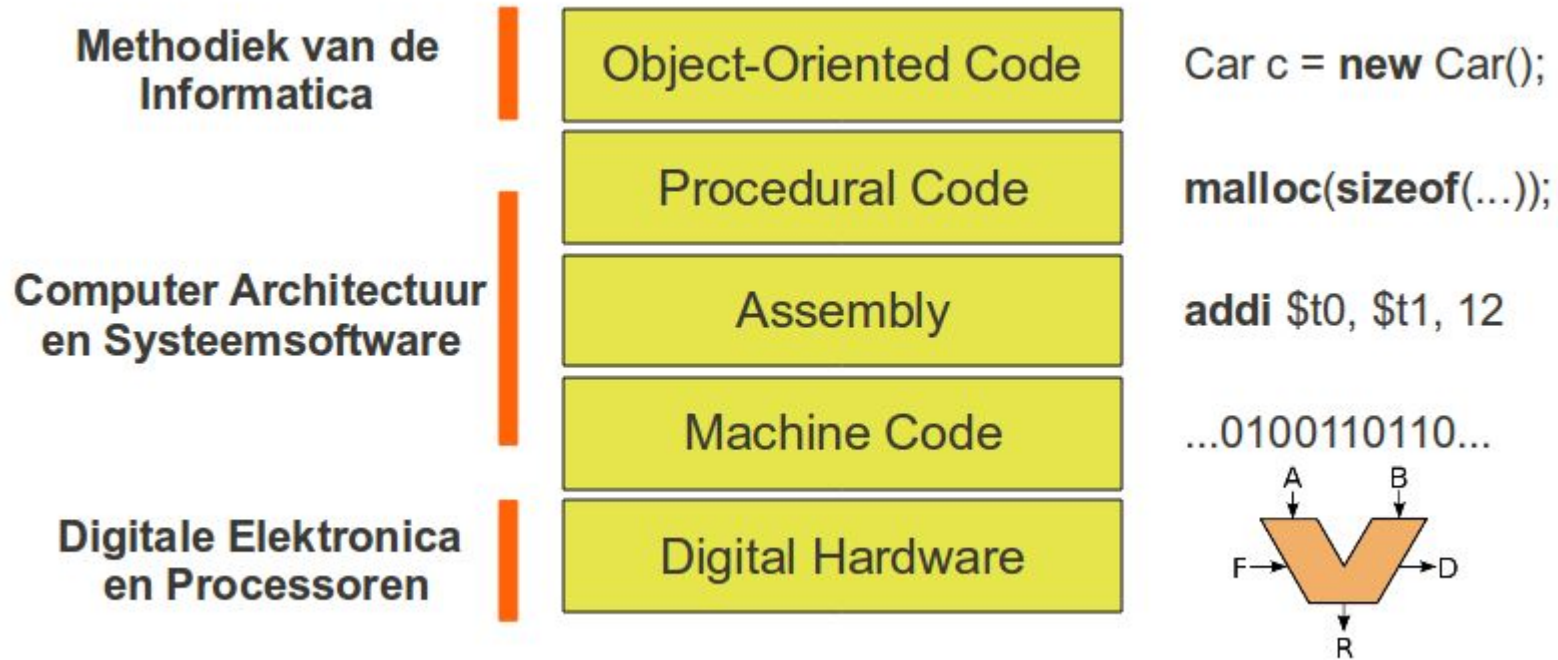 Methodiek van de
Informatica
Object-Oriented Code
Car c = new Car();
Procedural Code
malloc(sizeof(...));
Computer Architectuur
en Systeemsoftware
Assembly
addi $t0, $t1, 12
Machine Code
...0100110110...
Digitale Elektronica
en Processoren
Digital Hardware
A
B
F
D
R